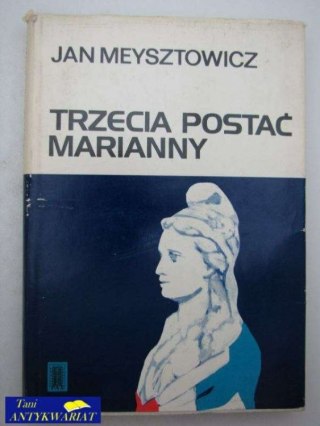 JAN MEYSZTOWICZ
TRZECIA POSTAĆ
MARIANNY
Tani
ANTYKWARIAT